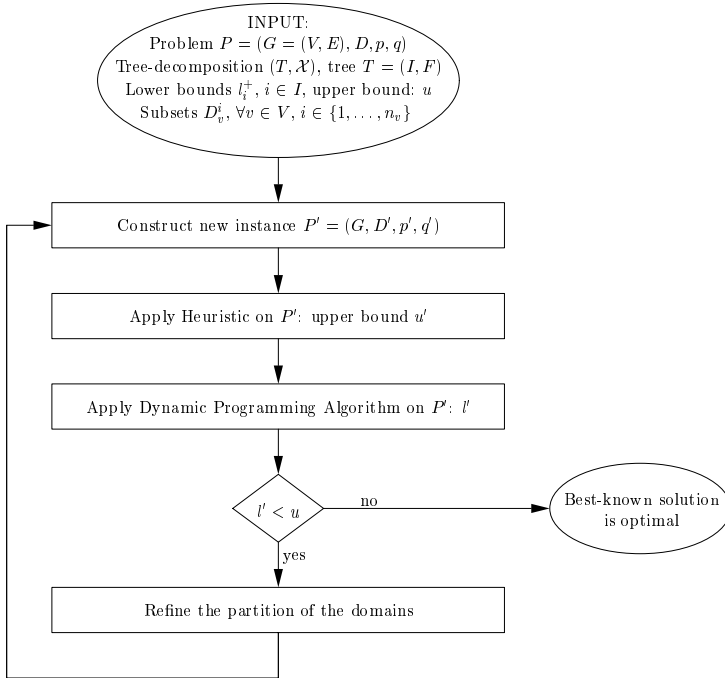 INPUT:
Problem P = (G = (V, E), D, p, q)
Tree-decomposition (T, 𝒳), tree T = (I, F)
Lower bounds l_i^+, i ∈ I, upper bound: u
Subsets D_v^i, ∀v ∈ V, i ∈ {1, . . . , n_v}
Construct new instance P′ = (G, D′, p′, q′)
Apply Heuristic on P′: upper bound u′
Apply Dynamic Programming Algorithm on P′: l′
l′ < u
no
Best-known solution
is optimal
yes
Refine the partition of the domains